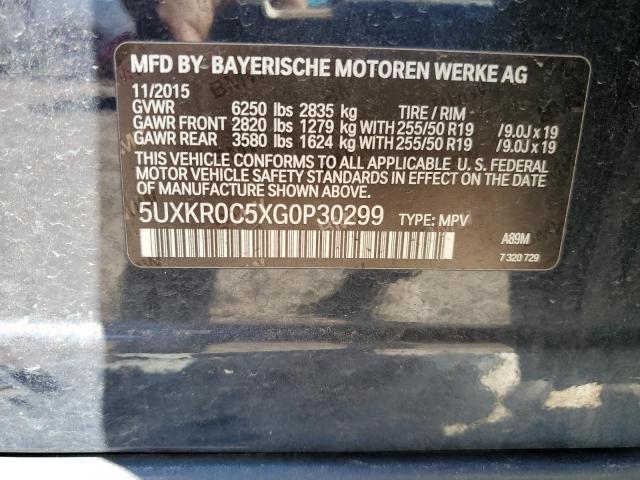 MFD BY BAYERISCHE MOTOREN WERKE AG
11/2015
GVWR 6250 lbs 2835 kg TIRE / RIM
GAWR FRONT 2820 lbs 1279 kg WITH 255/50 R19 /9.0J x 19
GAWR REAR 3580 lbs 1624 kg WITH 255/50 R19 /9.0J x 19
THIS VEHICLE CONFORMS TO ALL APPLICABLE U. S. FEDERAL
MOTOR VEHICLE SAFETY STANDARDS IN EFFECT ON THE DATE OF
MANUFACTURE SHOWN ABOVE.
5UXKR0C5XG0P30299 TYPE: MPV
A89M
7 320 729